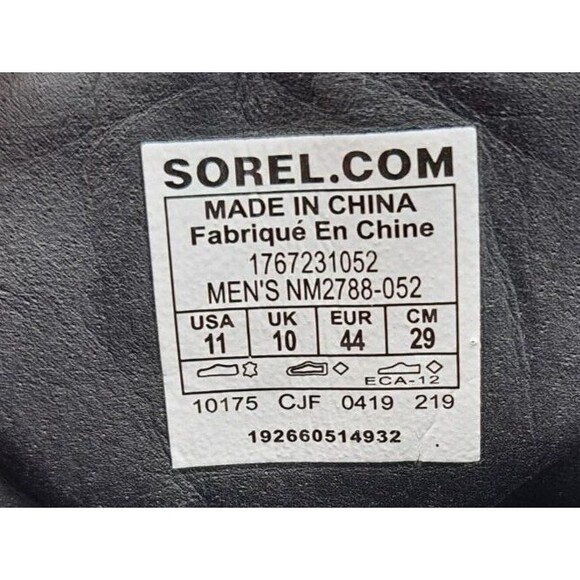 SOREL.COM
MADE IN CHINA
Fabriqué En Chine
1767231052
MEN'S NM2788-052
USA UK EUR CM
11 10 44 29
ECA-12
10175 CJF 0419 219
192660514932